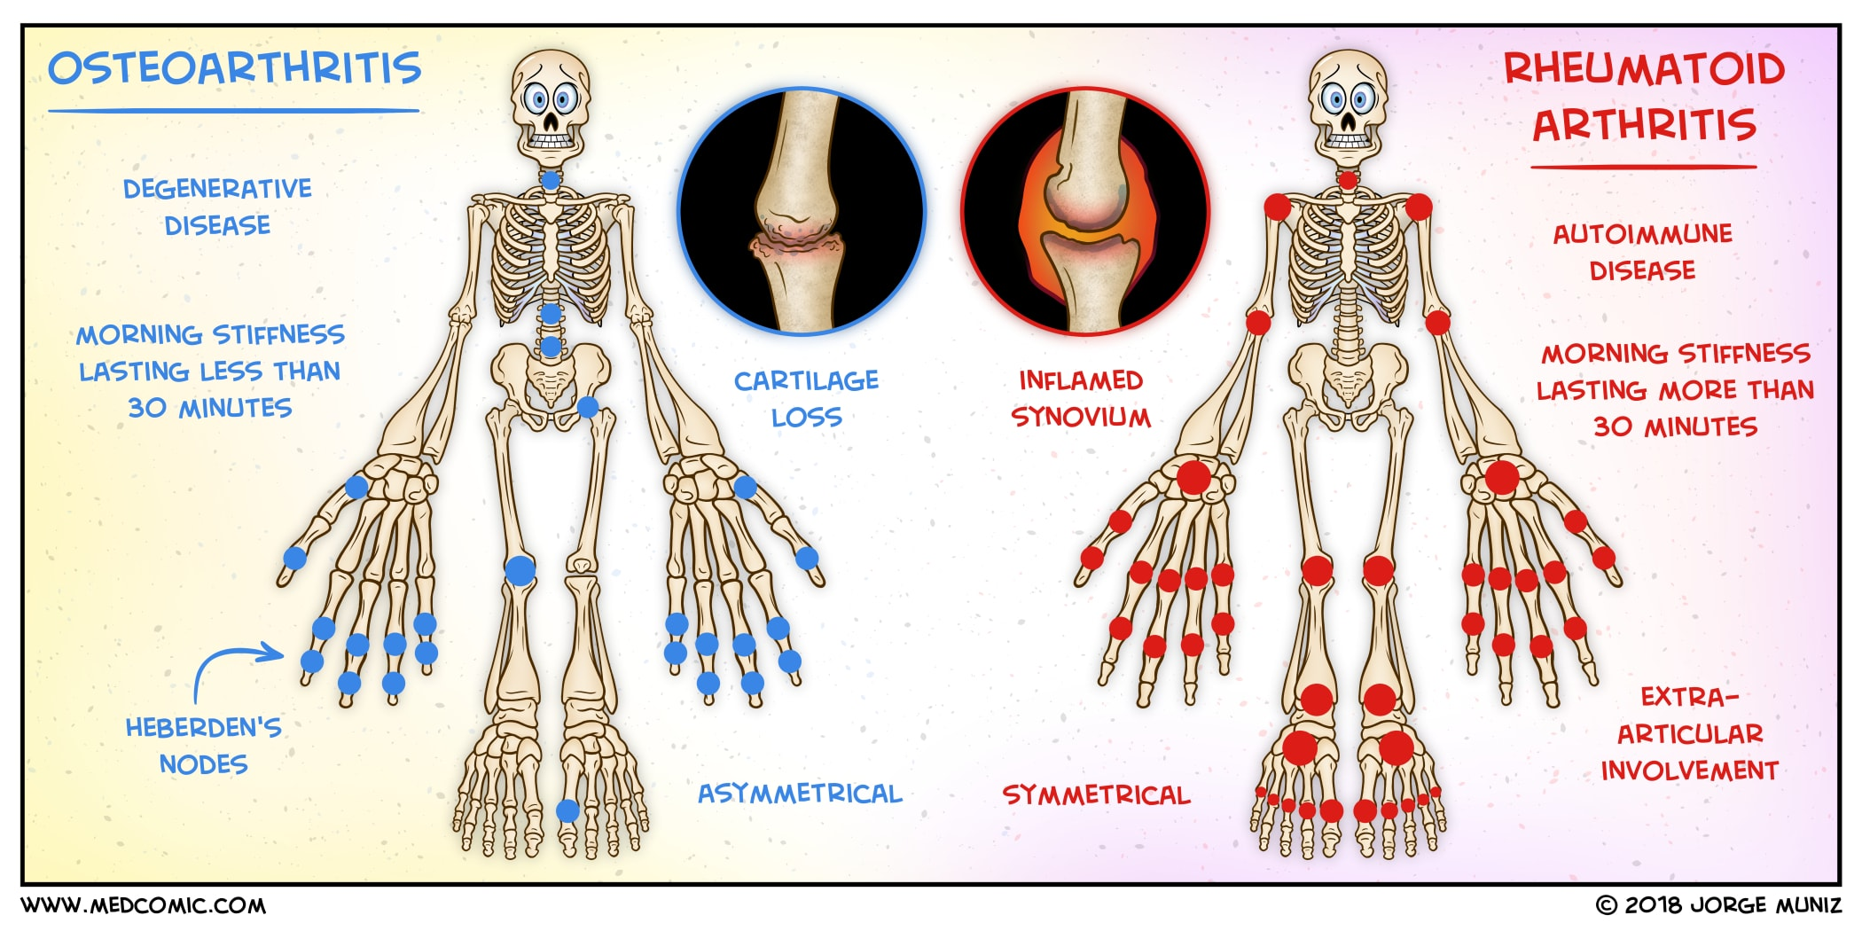 OSTEOARTHRITIS
DEGENERATIVE
DISEASE
MORNING STIFFNESS
LASTING LESS THAN
30 MINUTES
HEBERDEN'S
NODES
CARTILAGE
LOSS
ASYMMETRICAL
INFLAMED
SYNOVIUM
SYMMETRICAL
RHEUMATOID
ARTHRITIS
AUTOIMMUNE
DISEASE
MORNING STIFFNESS
LASTING MORE THAN
30 MINUTES
EXTRA-
ARTICULAR
INVOLVEMENT
WWW.MEDCOMIC.COM
© 2018 JORGE MUNIZ